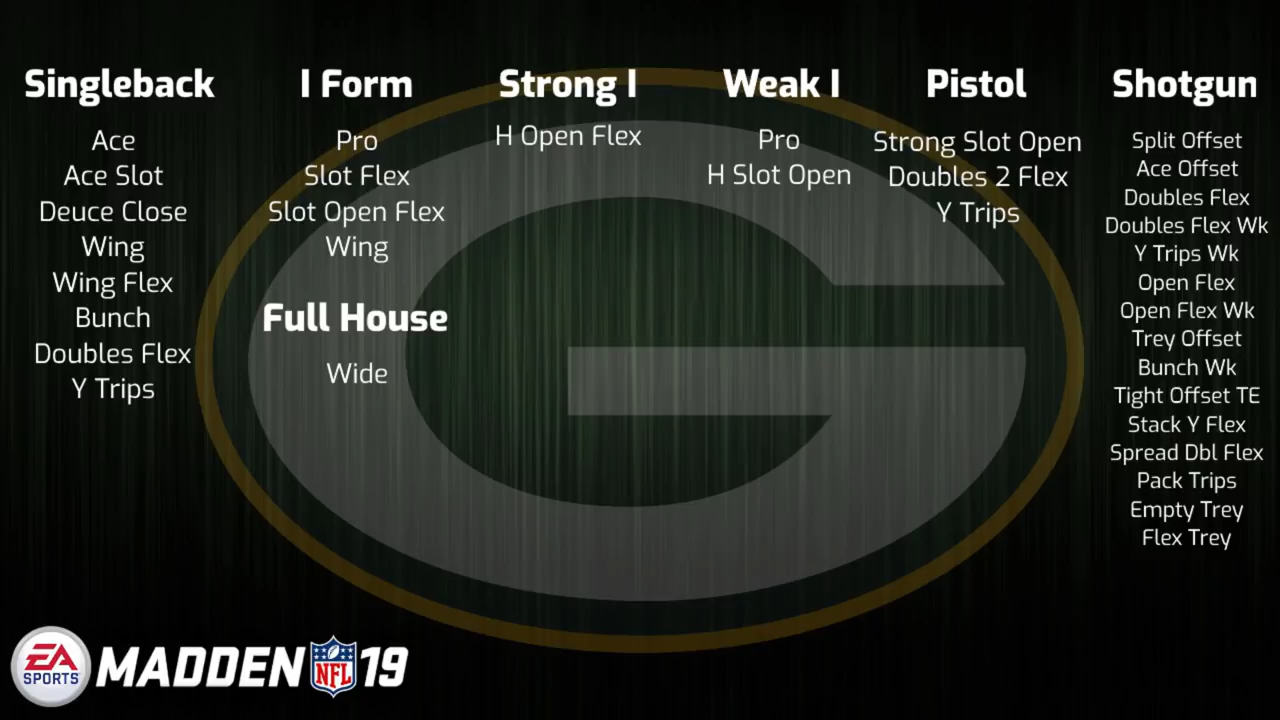 Singleback
Ace
Ace Slot
Deuce Close
Wing
Wing Flex
Bunch
Doubles Flex
Y Trips
I Form
Pro
Slot Flex
Slot Open Flex
Wing
Full House
Wide
Strong I
H Open Flex
Weak I
Pro
H Slot Open
Pistol
Strong Slot Open
Doubles 2 Flex
Y Trips
Shotgun
Split Offset
Ace Offset
Doubles Flex
Doubles Flex Wk
Y Trips Wk
Open Flex
Open Flex Wk
Trey Offset
Bunch Wk
Tight Offset TE
Stack Y Flex
Spread Dbl Flex
Pack Trips
Empty Trey
Flex Trey
G
EA
SPORTS
MADDEN NFL 19